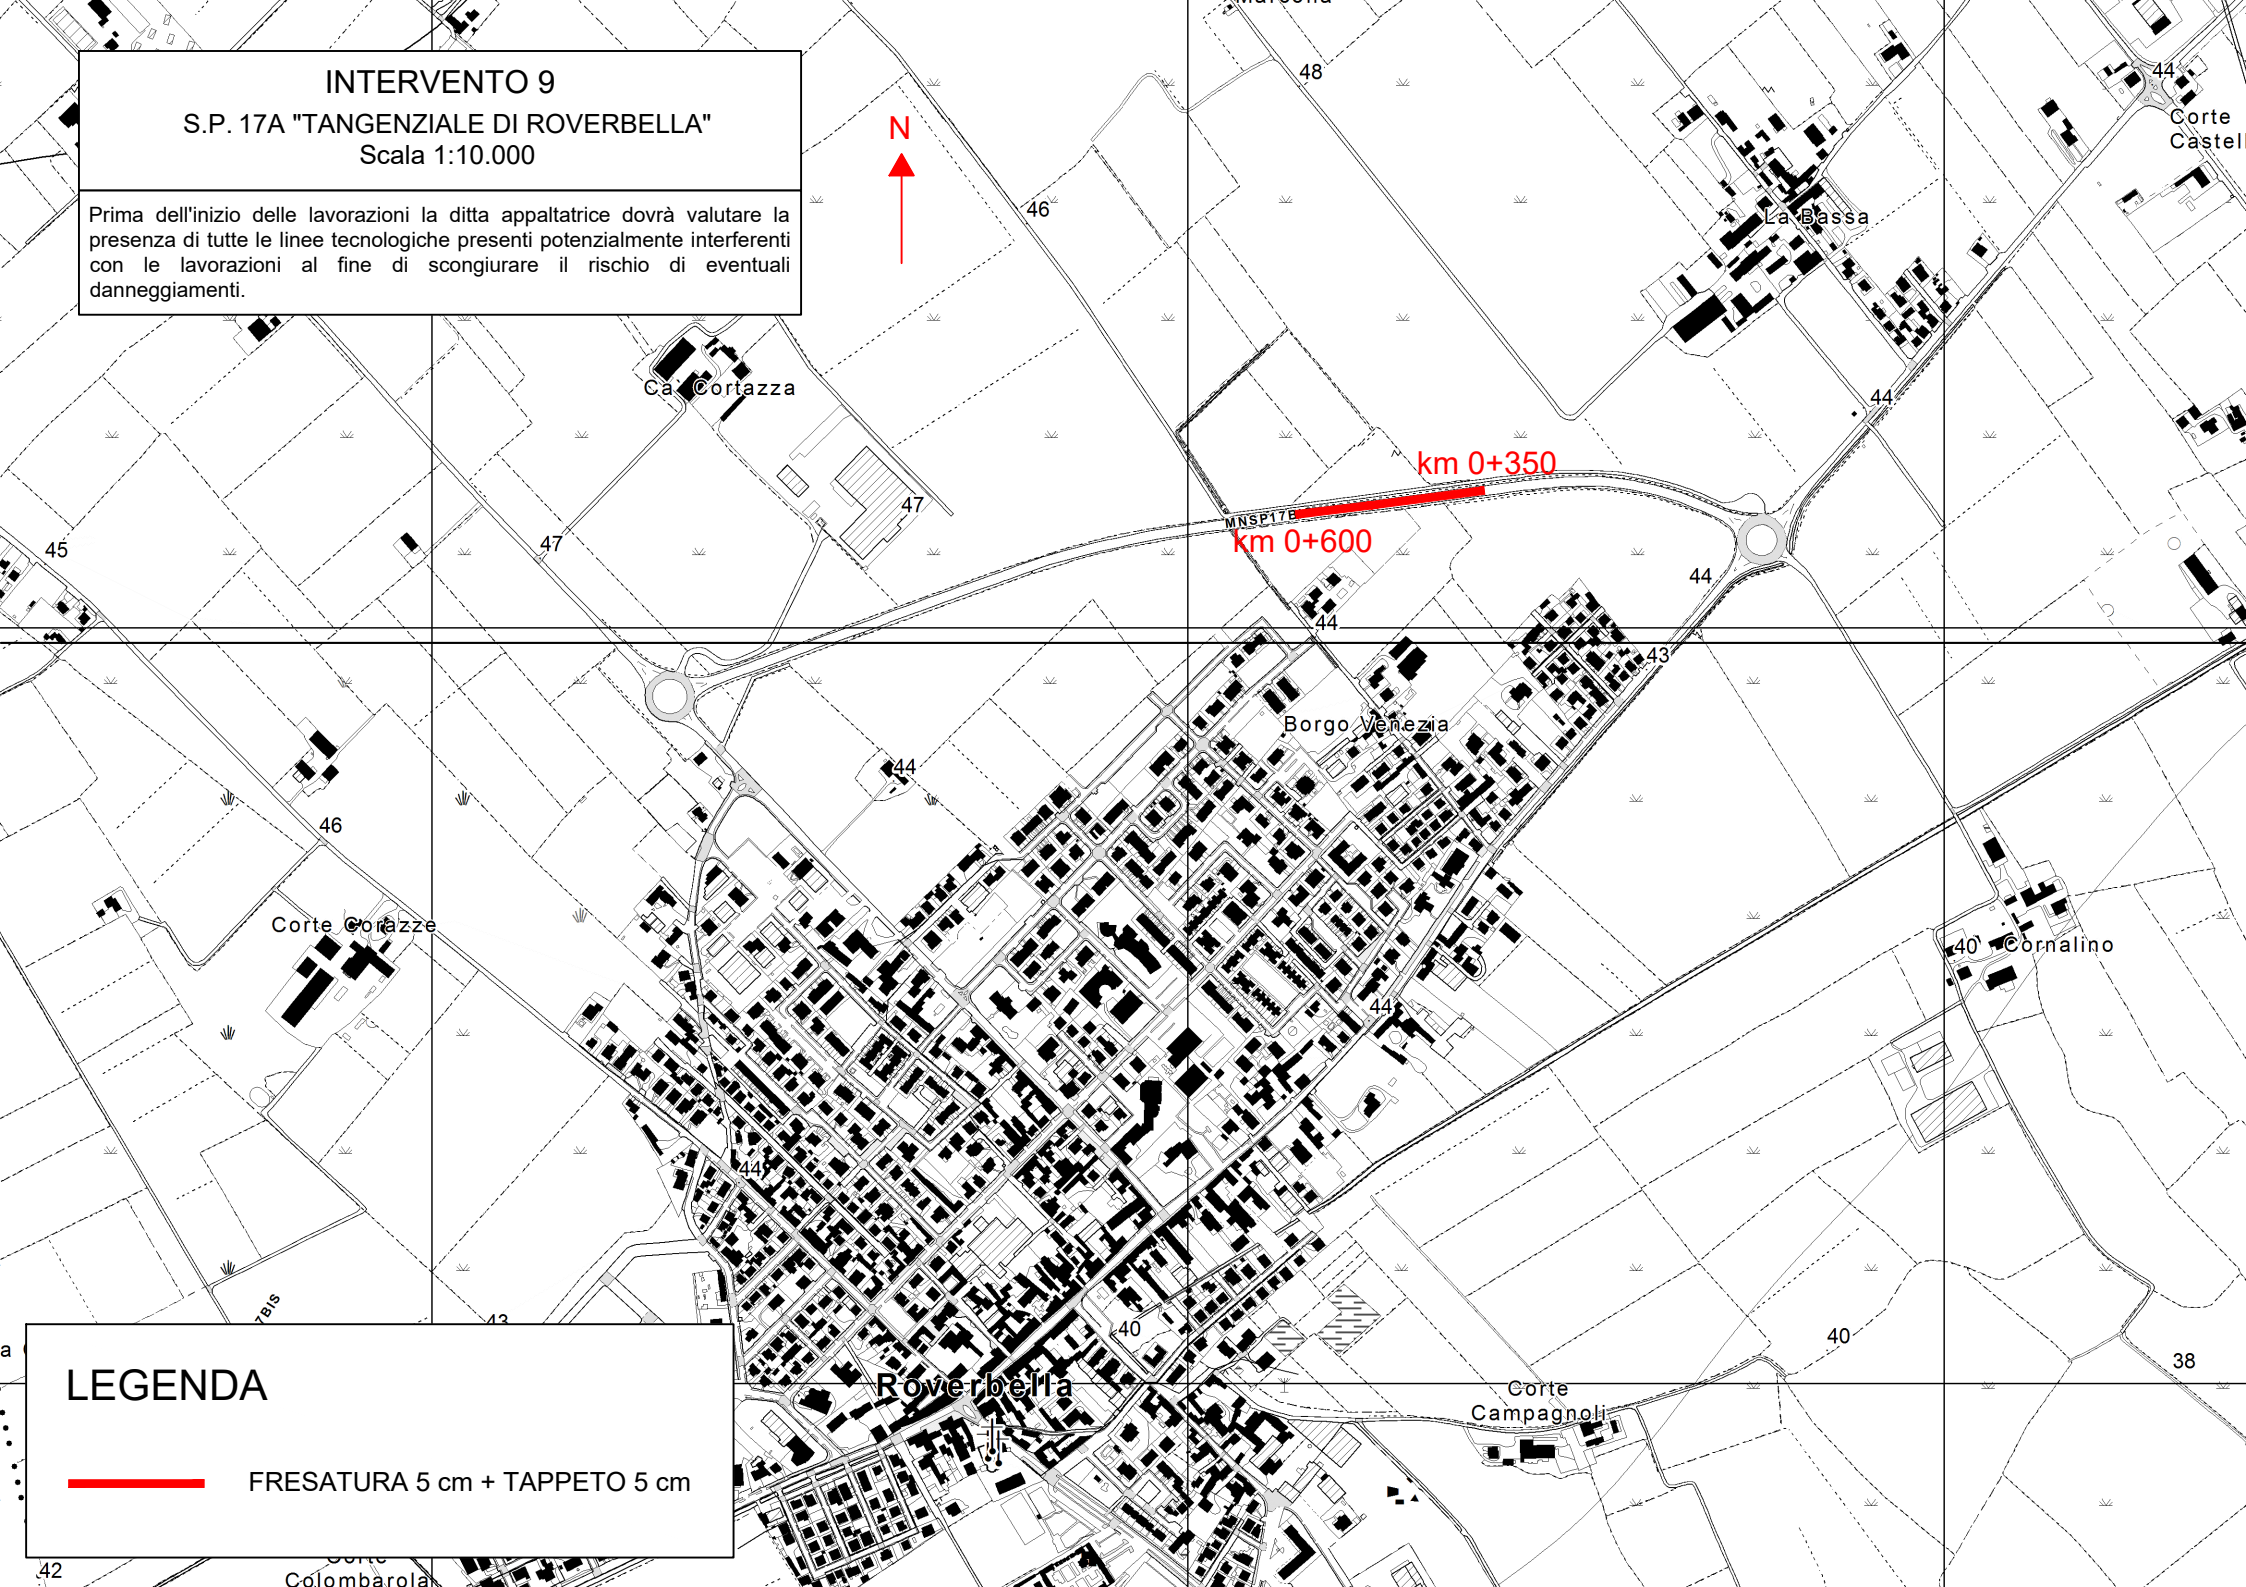 INTERVENTO 9
S.P. 17A "TANGENZIALE DI ROVERBELLA"
Scala 1:10.000
Prima dell'inizio delle lavorazioni la ditta appaltatrice dovrà valutare la
presenza di tutte le linee tecnologiche presenti potenzialmente interferenti
con le lavorazioni al fine di scongiurare il rischio di eventuali
danneggiamenti.
N
48
44
Corte
Castell
46
La Bassa
Ca' Cortazza
44
km 0+350
47
MNSP17B
km 0+600
45
47
44
44
43
Borgo Venezia
44
46
Corte Corazze
40
Cornalino
44
44
7BIS
43
40
40
38
Roverbella
Corte
Campagnoli
LEGENDA
FRESATURA 5 cm + TAPPETO 5 cm
42
Corte
Colombarola